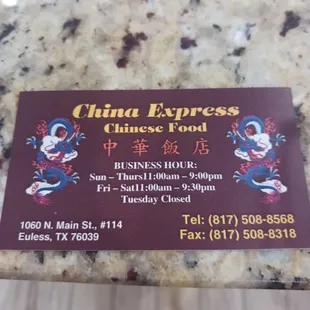 China Express
Chinese Food
中華飯店
BUSINESS HOUR:
Sun – Thurs11:00am – 9:00pm
Fri – Sat11:00am – 9:30pm
Tuesday Closed
1060 N. Main St., #114
Euless, TX 76039
Tel: (817) 508-8568
Fax: (817) 508-8318